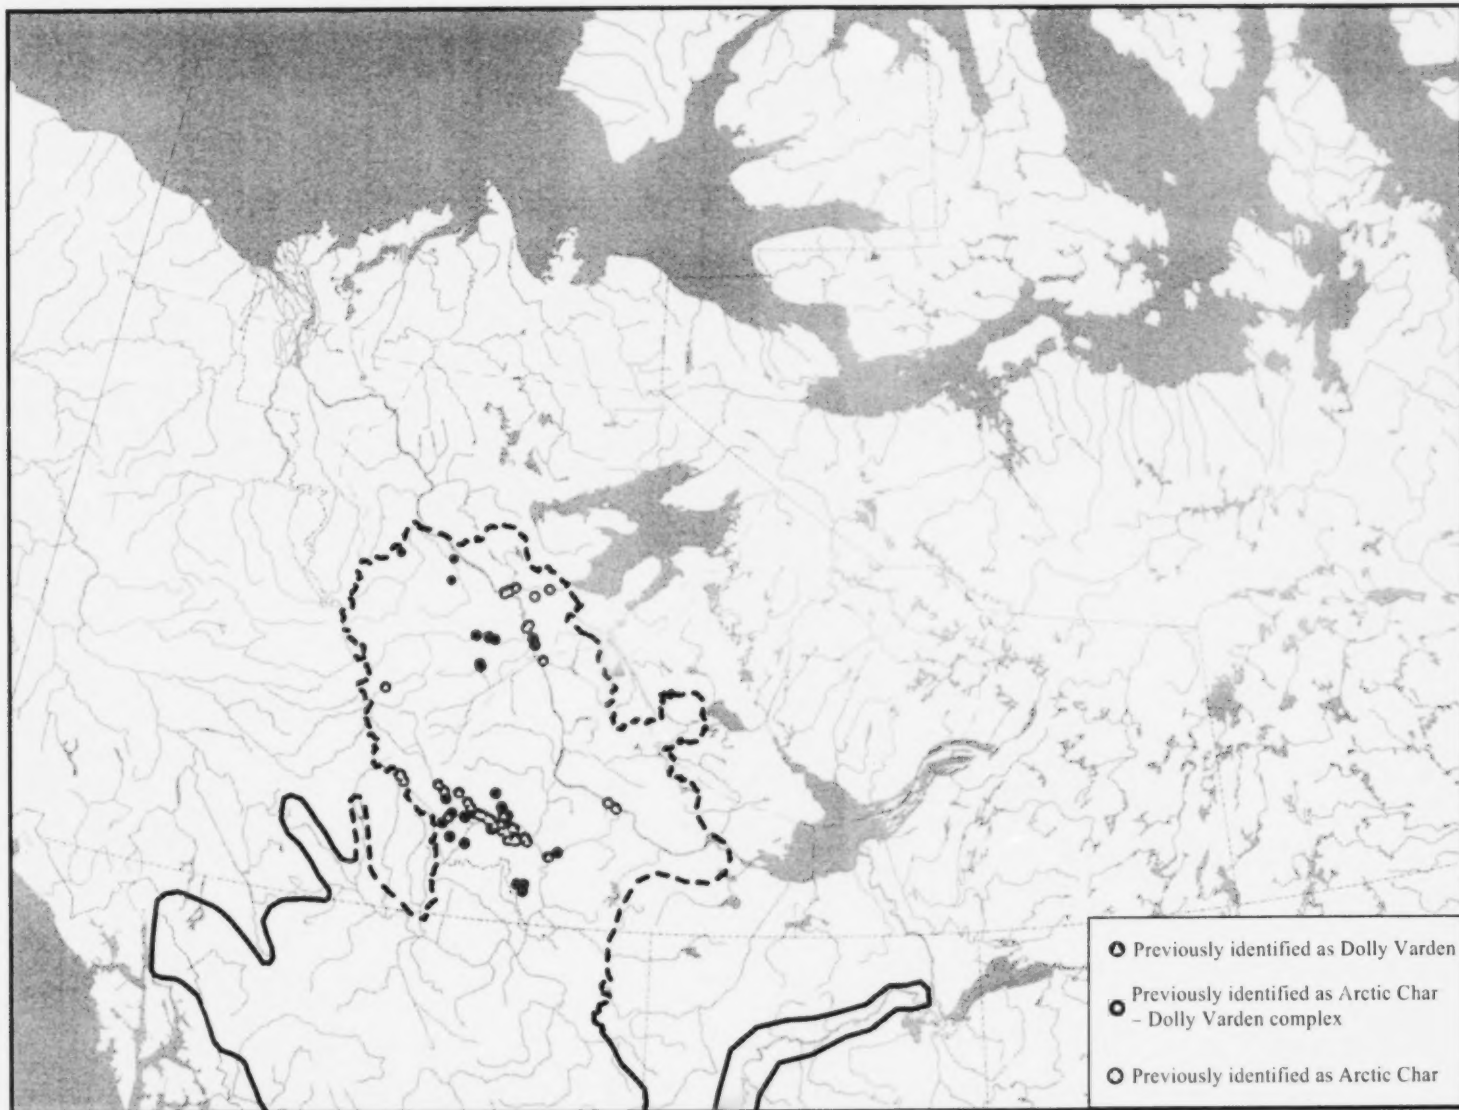 Previously identified as Dolly Varden
Previously identified as Arctic Char
– Dolly Varden complex
Previously identified as Arctic Char